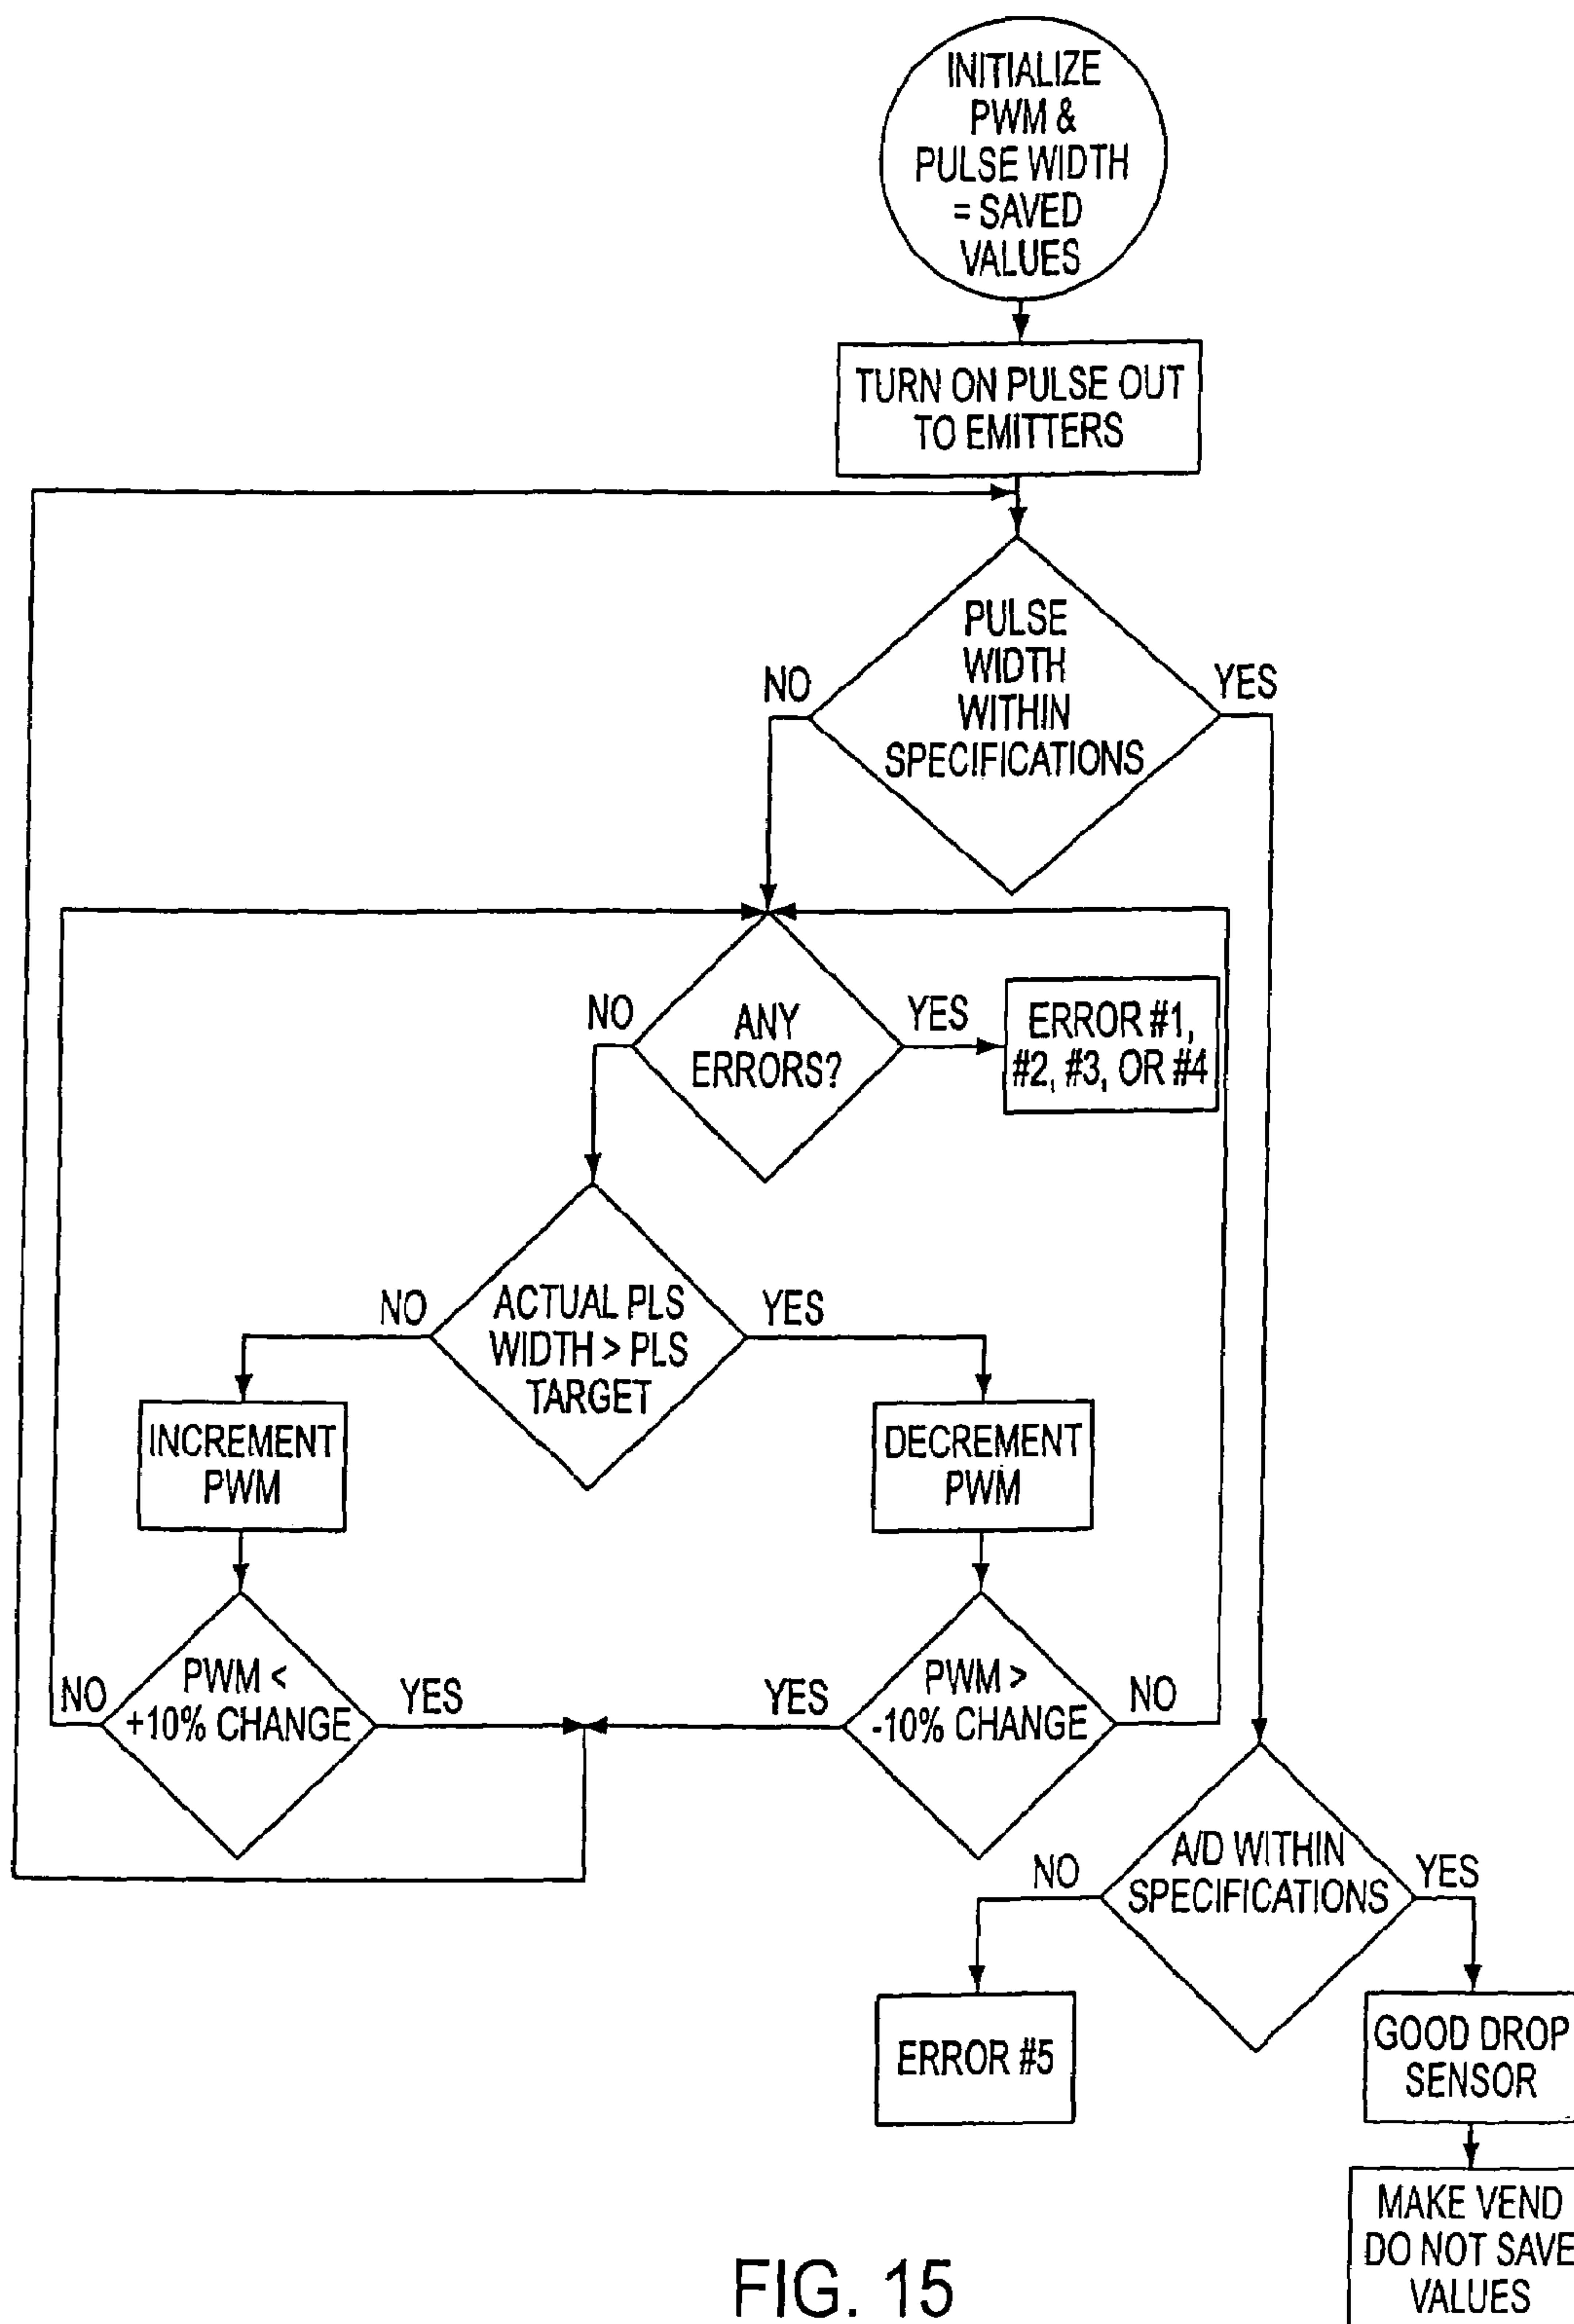 INITIALIZE
PWM &
PULSE WIDTH
= SAVED
VALUES
TURN ON PULSE OUT
TO EMITTERS
PULSE
WIDTH
WITHIN
SPECIFICATIONS
NO
YES
ANY
ERRORS?
NO
YES
ERROR #1,
#2, #3, OR #4
ACTUAL PLS
WIDTH > PLS
TARGET
NO
YES
INCREMENT
PWM
DECREMENT
PWM
PWM <
+10% CHANGE
NO
YES
PWM >
-10% CHANGE
YES
NO
A/D WITHIN
SPECIFICATIONS
NO
YES
ERROR #5
GOOD DROP
SENSOR
MAKE VEND
DO NOT SAVE
VALUES
FIG. 15